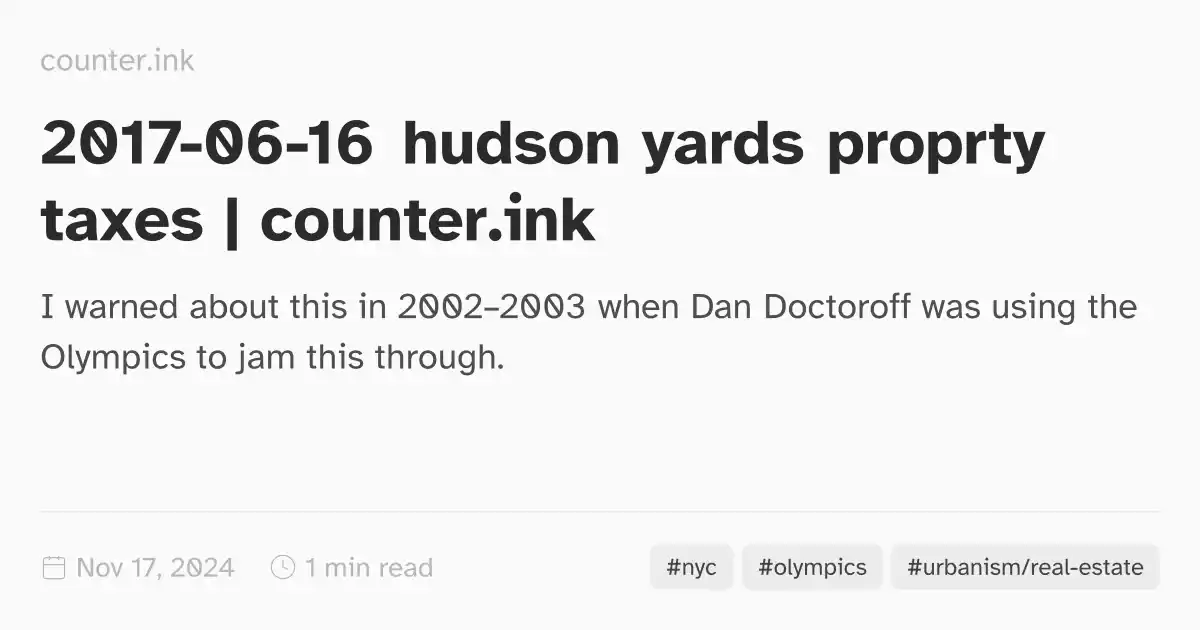 counter.ink
2017-06-16 hudson yards proprty
taxes | counter.ink
I warned about this in 2002–2003 when Dan Doctoroff was using the
Olympics to jam this through.
Nov 17, 2024 1 min read #nyc #olympics #urbanism/real-estate